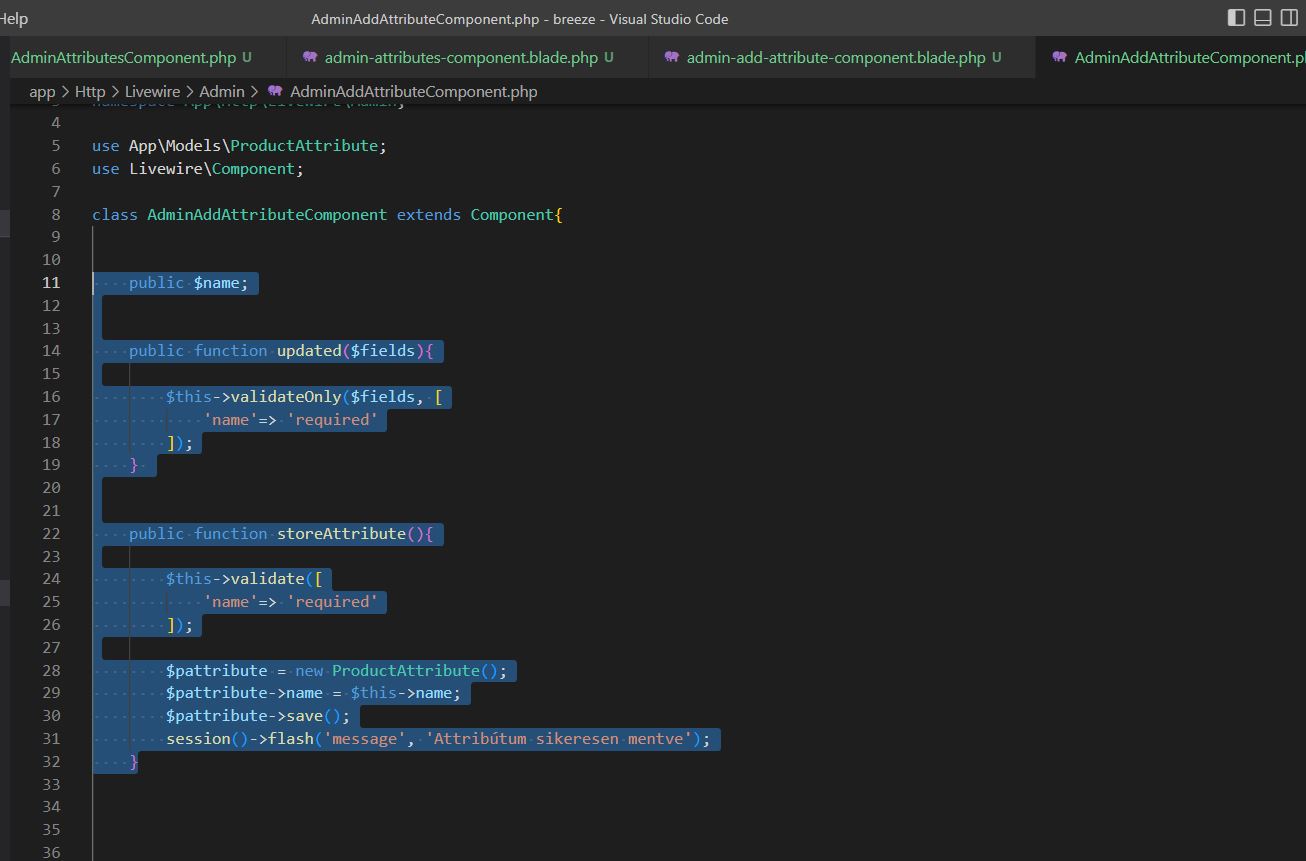 Help
AdminAddAttributeComponent.php - breeze - Visual Studio Code
AdminAttributesComponent.php U
admin-attributes-component.blade.php U
admin-add-attribute-component.blade.php U
AdminAddAttributeComponent.p
app > Http > Livewire > Admin > AdminAddAttributeComponent.php
3 namespace App\Http\Livewire\Admin;
4
5 use App\Models\ProductAttribute;
6 use Livewire\Component;
7
8 class AdminAddAttributeComponent extends Component{
9
10
11 public $name;
12
13
14 public function updated($fields){
15
16 $this->validateOnly($fields, [
17 'name'=> 'required'
18 ]);
19 }
20
21
22 public function storeAttribute(){
23
24 $this->validate([
25 'name'=> 'required'
26 ]);
27
28 $pattribute = new ProductAttribute();
29 $pattribute->name = $this->name;
30 $pattribute->save();
31 session()->flash('message', 'Attribútum sikeresen mentve');
32 }
33
34
35
36